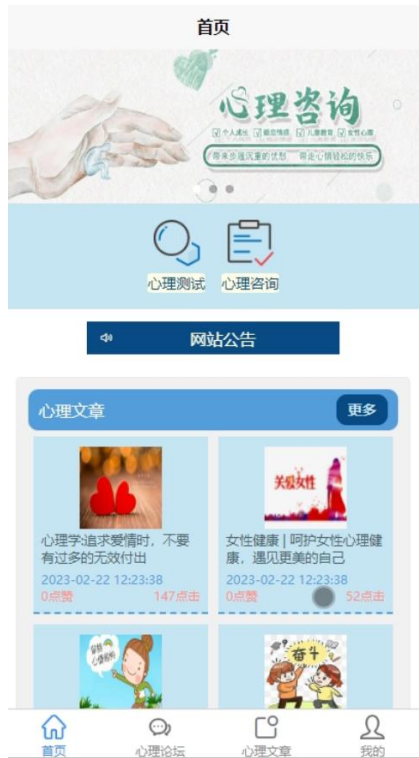 首页
心理咨询
个人成长 婚恋情感 儿童教育 女性心理
带来步履沉重的忧愁 带走心情轻松的快乐
心理测试
心理咨询
网站公告
心理文章
更多
关爱女性
心理学:追求爱情时，不要
有过多的无效付出
2023-02-22 12:23:38
0点赞
147点击
女性健康 | 呵护女性心理健
康，遇见更美的自己
2023-02-22 12:23:38
0点赞
52点击
奋斗
首页
心理论坛
心理文章
我的